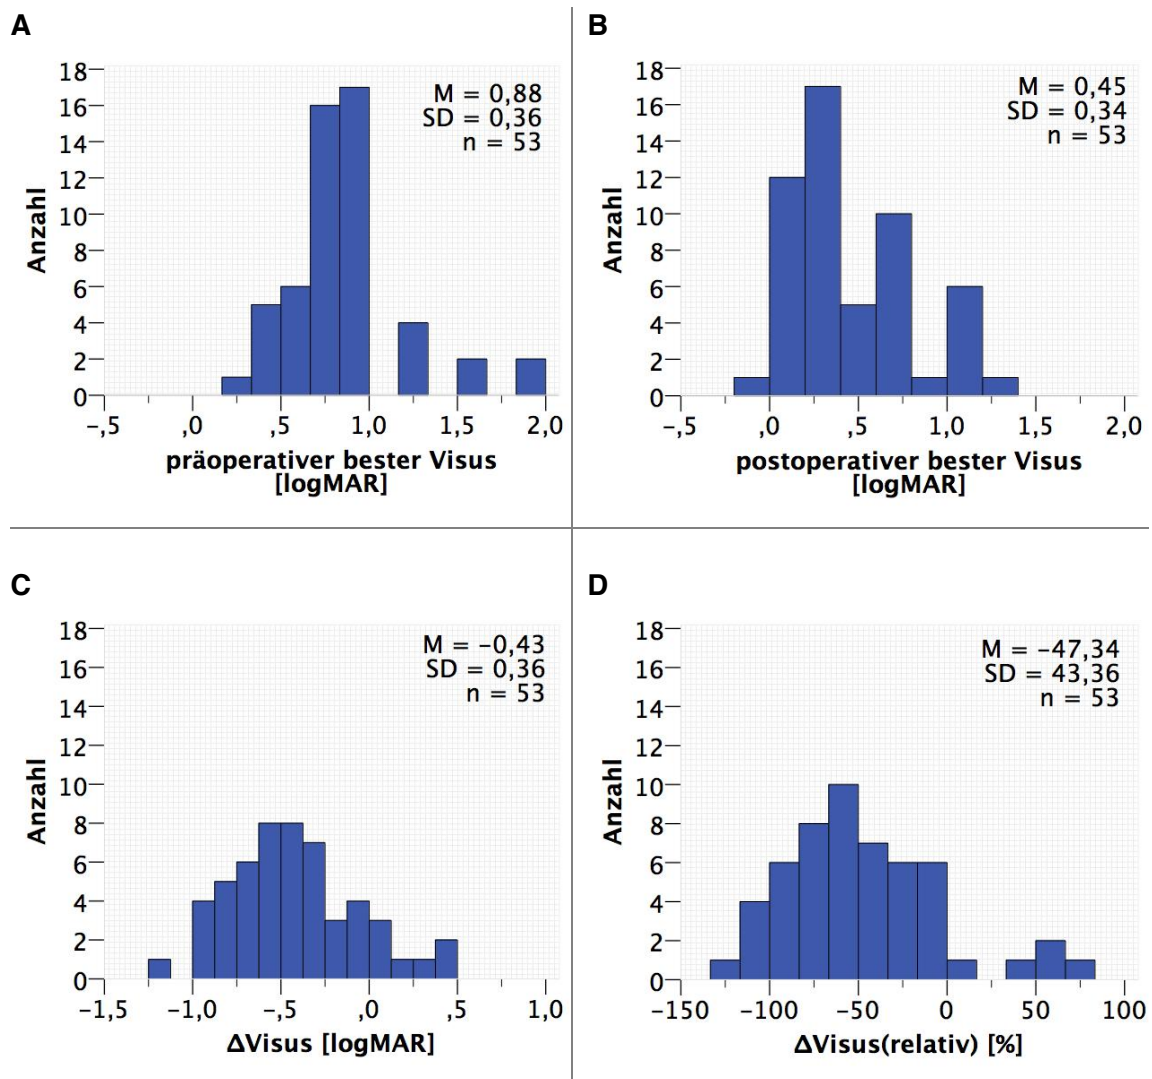 A
18
16
14
12
10
8
6
4
2
0
Anzahl
M = 0,88
SD = 0,36
n = 53
-,5
,0
,5
1,0
1,5
2,0
präoperativer bester Visus
[logMAR]
B
18
16
14
12
10
8
6
4
2
0
Anzahl
M = 0,45
SD = 0,34
n = 53
-,5
,0
,5
1,0
1,5
2,0
postoperativer bester Visus
[logMAR]
C
18
16
14
12
10
8
6
4
2
0
Anzahl
M = -0,43
SD = 0,36
n = 53
-1,5
-1,0
-,5
,0
,5
1,0
ΔVisus [logMAR]
D
18
16
14
12
10
8
6
4
2
0
Anzahl
M = -47,34
SD = 43,36
n = 53
-150
-100
-50
0
50
100
ΔVisus(relativ) [%]